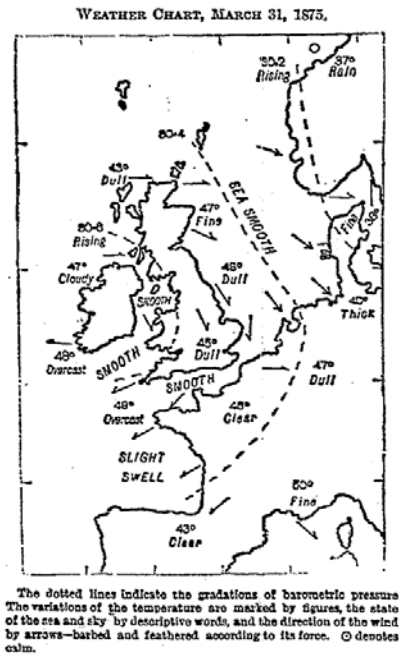 WEATHER CHART, MARCH 31, 1875.
30·2
Rising
37°
Rain
30·4
43°
Dull
47°
Fine
SEA SMOOTH
Fine
38°
30·6
Rising
47°
Cloudy
SMOOTH
46°
Dull
40°
Thick
48°
Overcast
SMOOTH
45°
Dull
47°
Dull
SMOOTH
49°
Overcast
45°
Clear
SLIGHT
SWELL
50°
Fine
43°
Clear
The dotted lines indicate the gradations of barometric pressure
The variations of the temperature are marked by figures, the state
of the sea and sky by descriptive words, and the direction of the wind
by arrows—barbed and feathered according to its force. ⊙ denotes
calm.